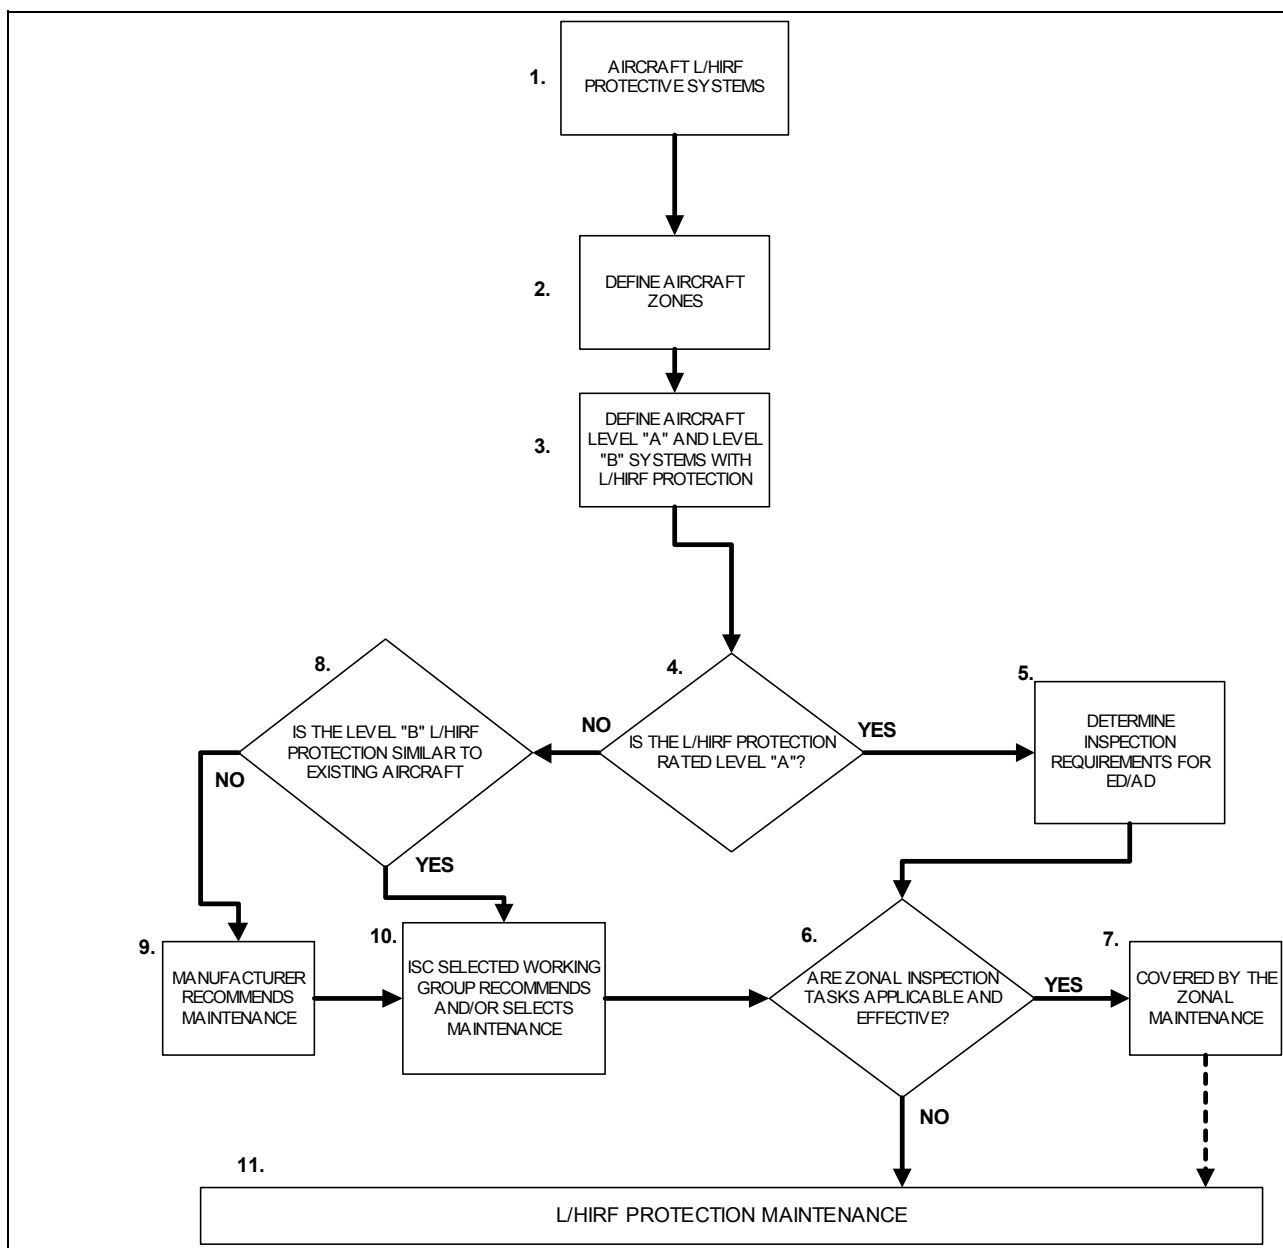 1.
AIRCRAFT L/HIRF
PROTECTIVE SYSTEMS
2.
DEFINE AIRCRAFT
ZONES
3.
DEFINE AIRCRAFT
LEVEL "A" AND LEVEL
"B" SYSTEMS WITH
L/HIRF PROTECTION
4.
IS THE L/HIRF PROTECTION
RATED LEVEL "A"?
NO
YES
5.
DETERMINE
INSPECTION
REQUIREMENTS FOR
ED/AD
8.
IS THE LEVEL "B" L/HIRF
PROTECTION SIMILAR TO
EXISTING AIRCRAFT
NO
YES
9.
MANUFACTURER
RECOMMENDS
MAINTENANCE
10.
ISC SELECTED WORKING
GROUP RECOMMENDS
AND/OR SELECTS
MAINTENANCE
6.
ARE ZONAL INSPECTION
TASKS APPLICABLE AND
EFFECTIVE?
YES
NO
7.
COVERED BY THE
ZONAL
MAINTENANCE
11.
L/HIRF PROTECTION MAINTENANCE